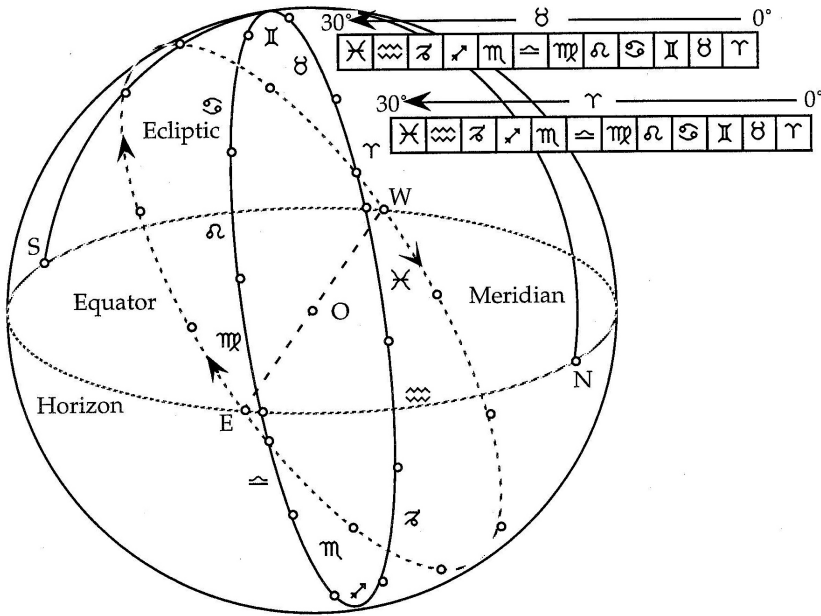 30° ♉ 0°
♓ ♒ ♑ ♐ ♏ ♎ ♍ ♌ ♋ ♊ ♉ ♈
30° ♈ 0°
♓ ♒ ♑ ♐ ♏ ♎ ♍ ♌ ♋ ♊ ♉ ♈
♊
♉
♋
Ecliptic
♈
W
S
♌
♓
Equator
O
Meridian
♍
N
Horizon
E
♒
♎
♑
♏
♐